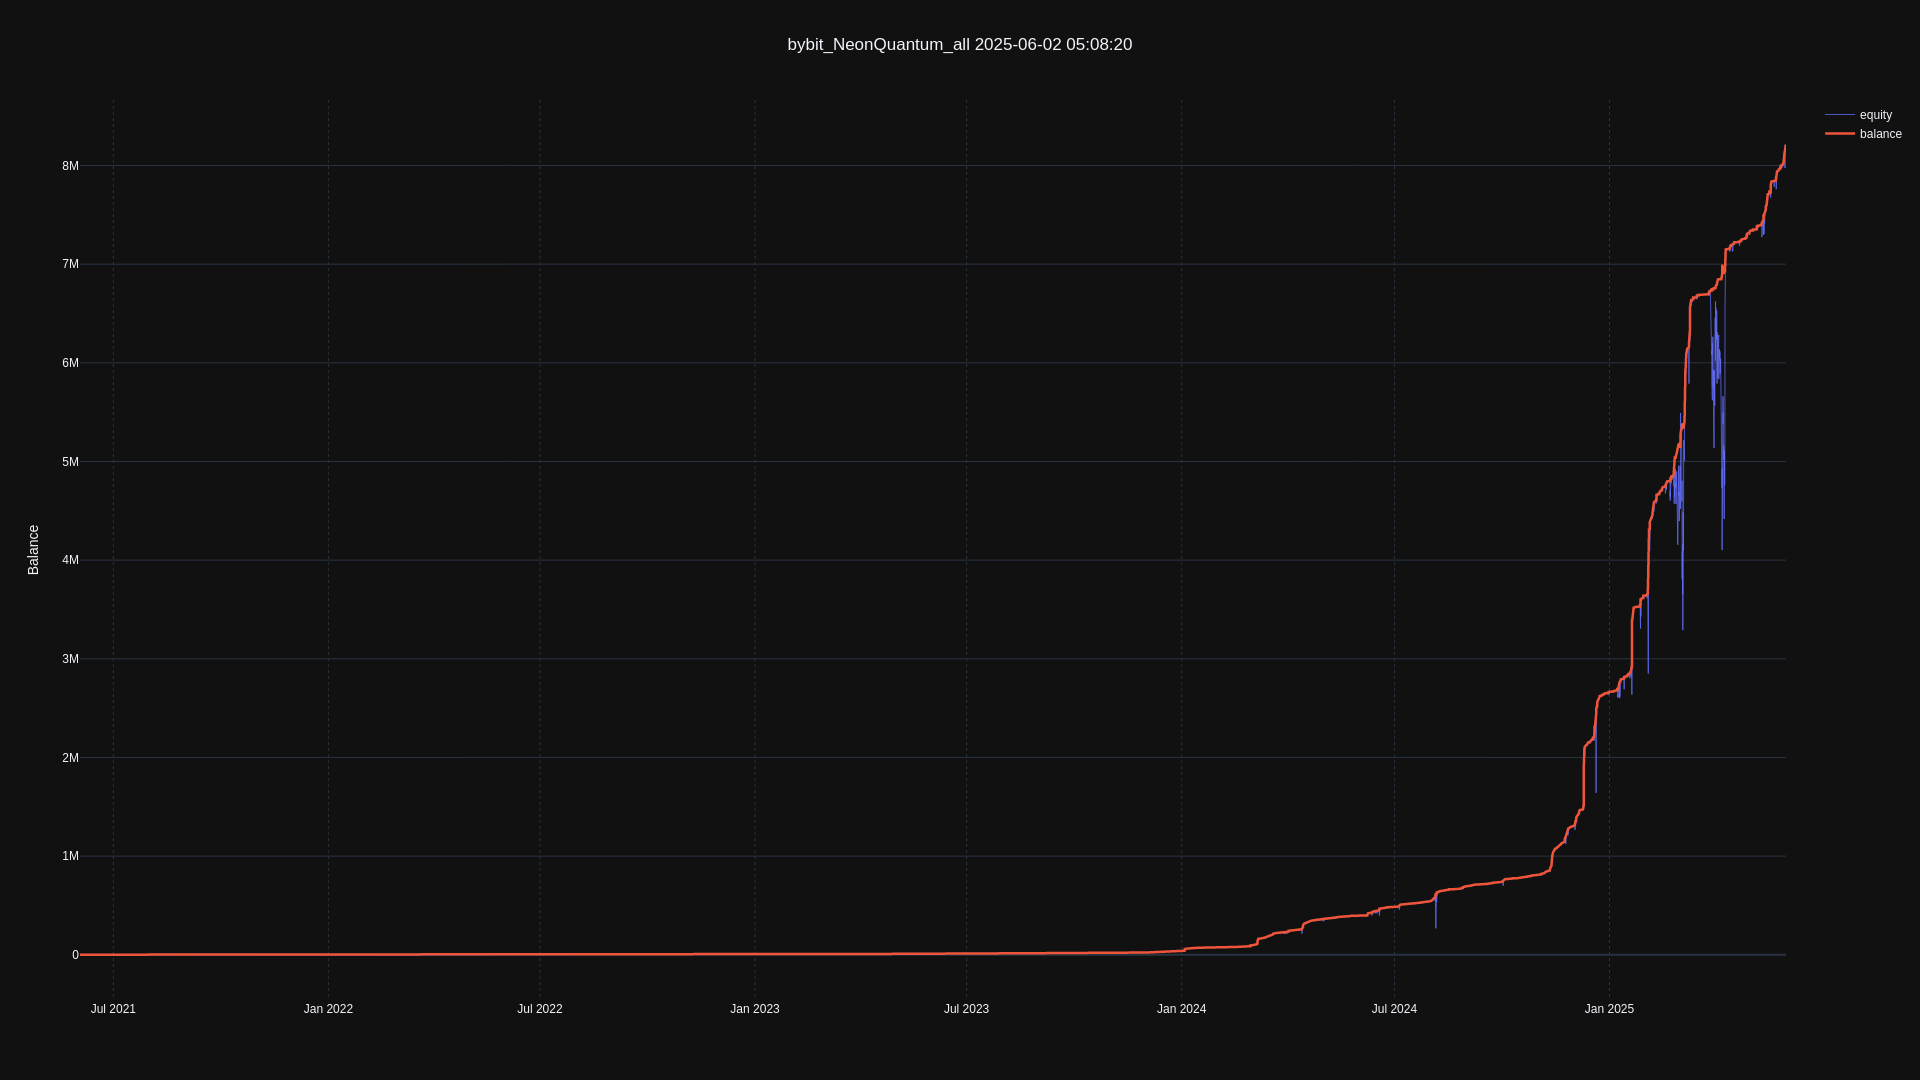 bybit_NeonQuantum_all 2025-06-02 05:08:20
equity
balance
8M
7M
6M
5M
4M
3M
2M
1M
0
Balance
Jul 2021
Jan 2022
Jul 2022
Jan 2023
Jul 2023
Jan 2024
Jul 2024
Jan 2025